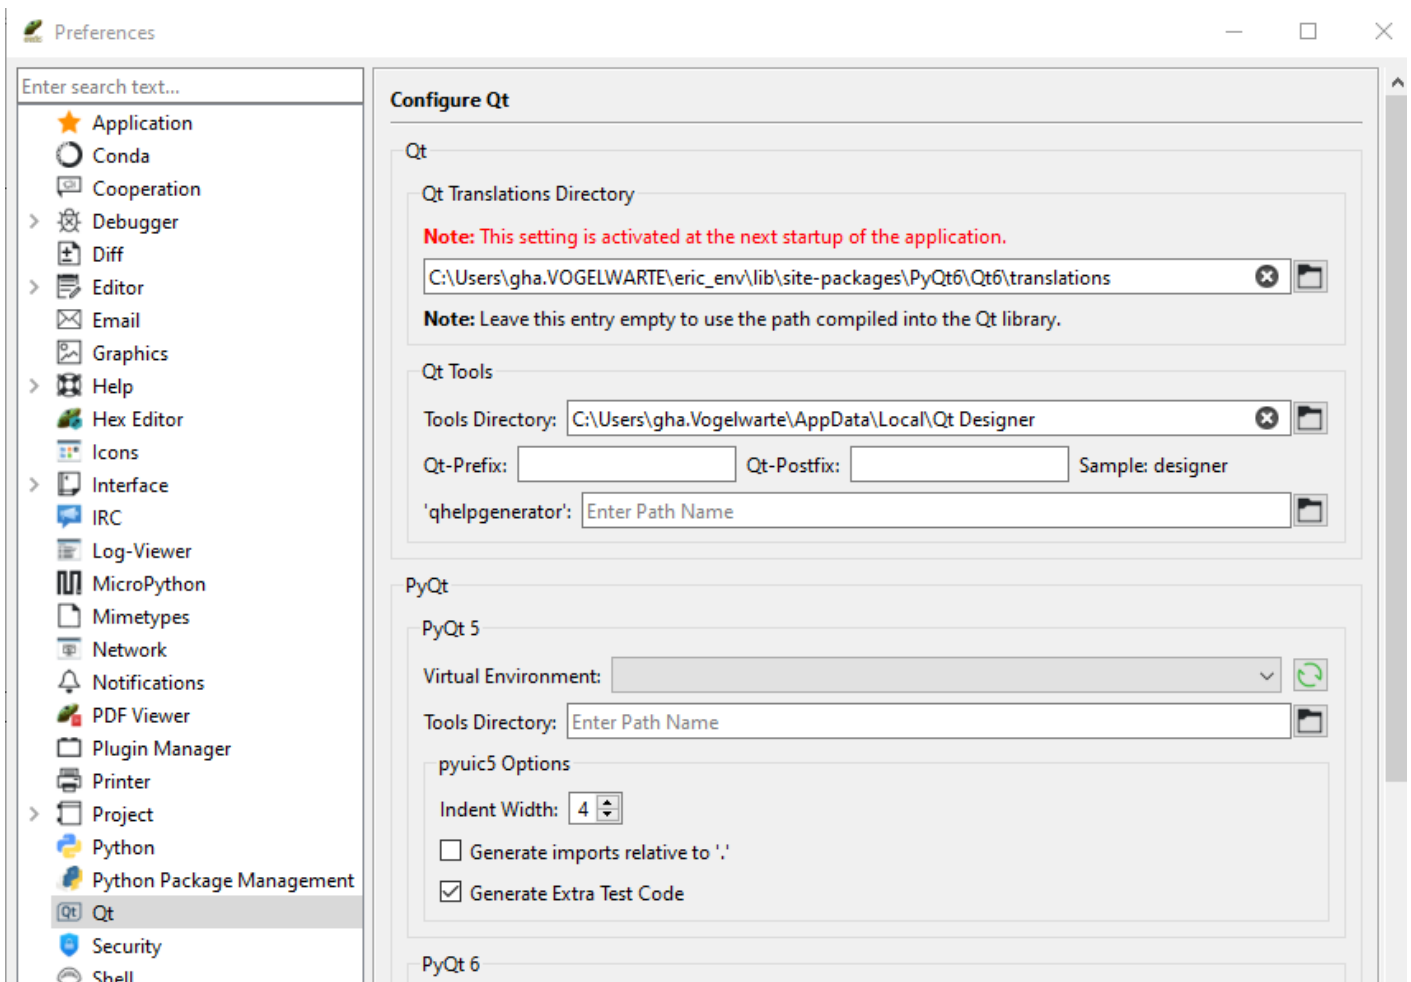 Preferences
Enter search text...
Application
Conda
Cooperation
Debugger
Diff
Editor
Email
Graphics
Help
Hex Editor
Icons
Interface
IRC
Log-Viewer
MicroPython
Mimetypes
Network
Notifications
PDF Viewer
Plugin Manager
Printer
Project
Python
Python Package Management
Qt
Security
Shell
Configure Qt
Qt
Qt Translations Directory
Note: This setting is activated at the next startup of the application.
C:\Users\gha.VOGELWARTE\eric_env\lib\site-packages\PyQt6\Qt6\translations
Note: Leave this entry empty to use the path compiled into the Qt library.
Qt Tools
Tools Directory: C:\Users\gha.Vogelwarte\AppData\Local\Qt Designer
Qt-Prefix: Qt-Postfix: Sample: designer
'qhelpgenerator': Enter Path Name
PyQt
PyQt 5
Virtual Environment:
Tools Directory: Enter Path Name
pyuic5 Options
Indent Width: 4
Generate imports relative to '.'
Generate Extra Test Code
PyQt 6